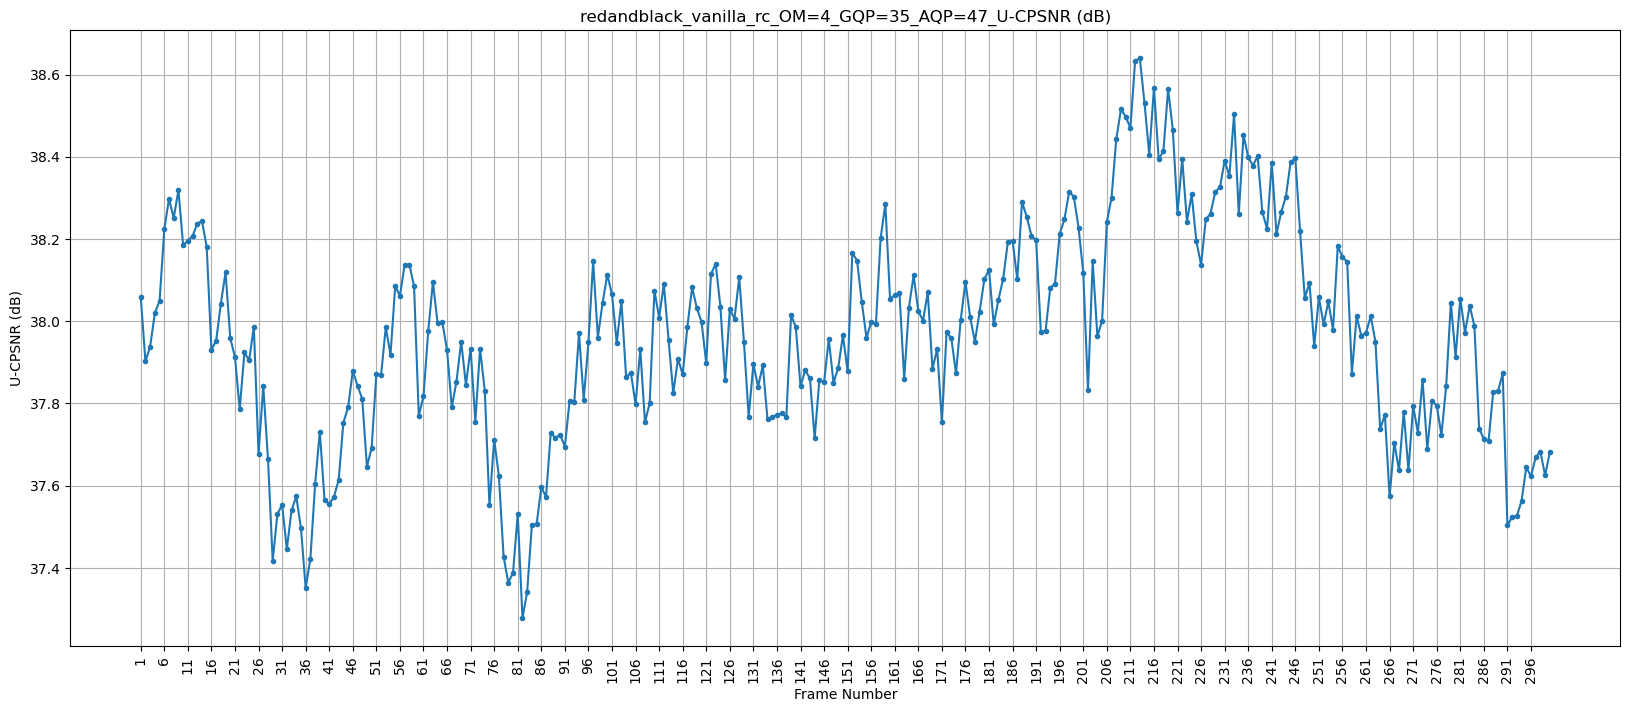 redandblack_vanilla_rc_OM=4_GQP=35_AQP=47_U-CPSNR (dB)
U-CPSNR (dB)
38.6
38.4
38.2
38.0
37.8
37.6
37.4
1 6 11 16 21 26 31 36 41 46 51 56 61 66 71 76 81 86 91 96 101 106 111 116 121 126 131 136 141 146 151 156 161 166 171 176 181 186 191 196 201 206 211 216 221 226 231 236 241 246 251 256 261 266 271 276 281 286 291 296
Frame Number